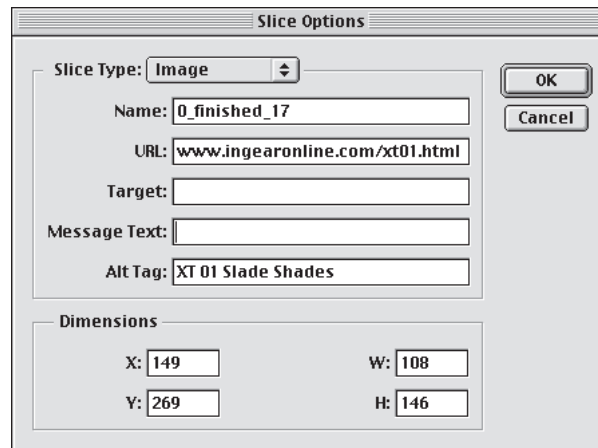 Slice Options
Slice Type: Image
OK
Name: 0_finished_17
Cancel
URL: www.ingearonline.com/xt01.html
Target:
Message Text:
Alt Tag: XT 01 Slade Shades
Dimensions
X: 149 W: 108
Y: 269 H: 146